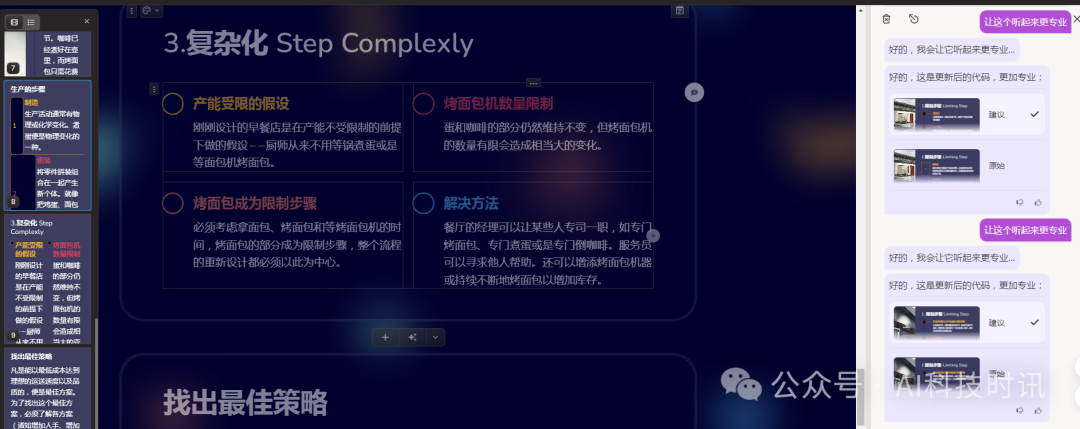 节。咖啡已
经煮好在壶
里，而烤面
包只需花费
7
生产的步骤
制造
生产活动通常有物
理或化学变化。煮
蛋便是物理变化的
一种。
1
组装
将零件拼装组
合在一起产生
新个体。就像
把鸡蛋、面包
2
8
3.复杂化 Step
Complexly
产能受限
的假设
刚刚设计
的早餐店
是在产能
不受限制
的前提下
做的假设
——厨师
从来不用
烤面包机
数量限制
蛋和咖啡
的部分仍
然维持不
变，但烤
面包机的
数量有限
会造成相
当大的变
9
找出最佳策略
凡是能以最低成本达到
理想的运送速度以及品
质的，便是最佳方案。
为了找出这个最佳方
案，必须了解各方案
（诸如增加人手、增加
3.复杂化 Step Complexly
产能受限的假设
刚刚设计的早餐店是在产能不受限制的前提
下做的假设——厨师从来不用等锅煮蛋或是
等面包机烤面包。
烤面包机数量限制
蛋和咖啡的部分仍然维持不变，但烤面包机
的数量有限会造成相当大的变化。
烤面包成为限制步骤
必须考虑拿面包、烤面包和等烤面包机的时
间，烤面包的部分成为限制步骤，整个流程
的重新设计都必须以此为中心。
解决方法
餐厅的经理可以让某些人专司一职，如专门
烤面包、专门煮蛋或是专门倒咖啡。服务员
可以寻求他人帮助。还可以增添烤面包机器
或持续不断地烤面包以增加库存。
找出最佳策略
让这个听起来更专业
好的，我会让它听起来更专业...
好的，这是更新后的代码，更加专业：
Limiting Step
建议
Limiting Step
原始
让这个听起来更专业
好的，我会让它听起来更专业...
好的，这是更新后的代码，更加专业：
Limiting Step
建议
Limiting Step
原始
公众号 · AI科技时讯